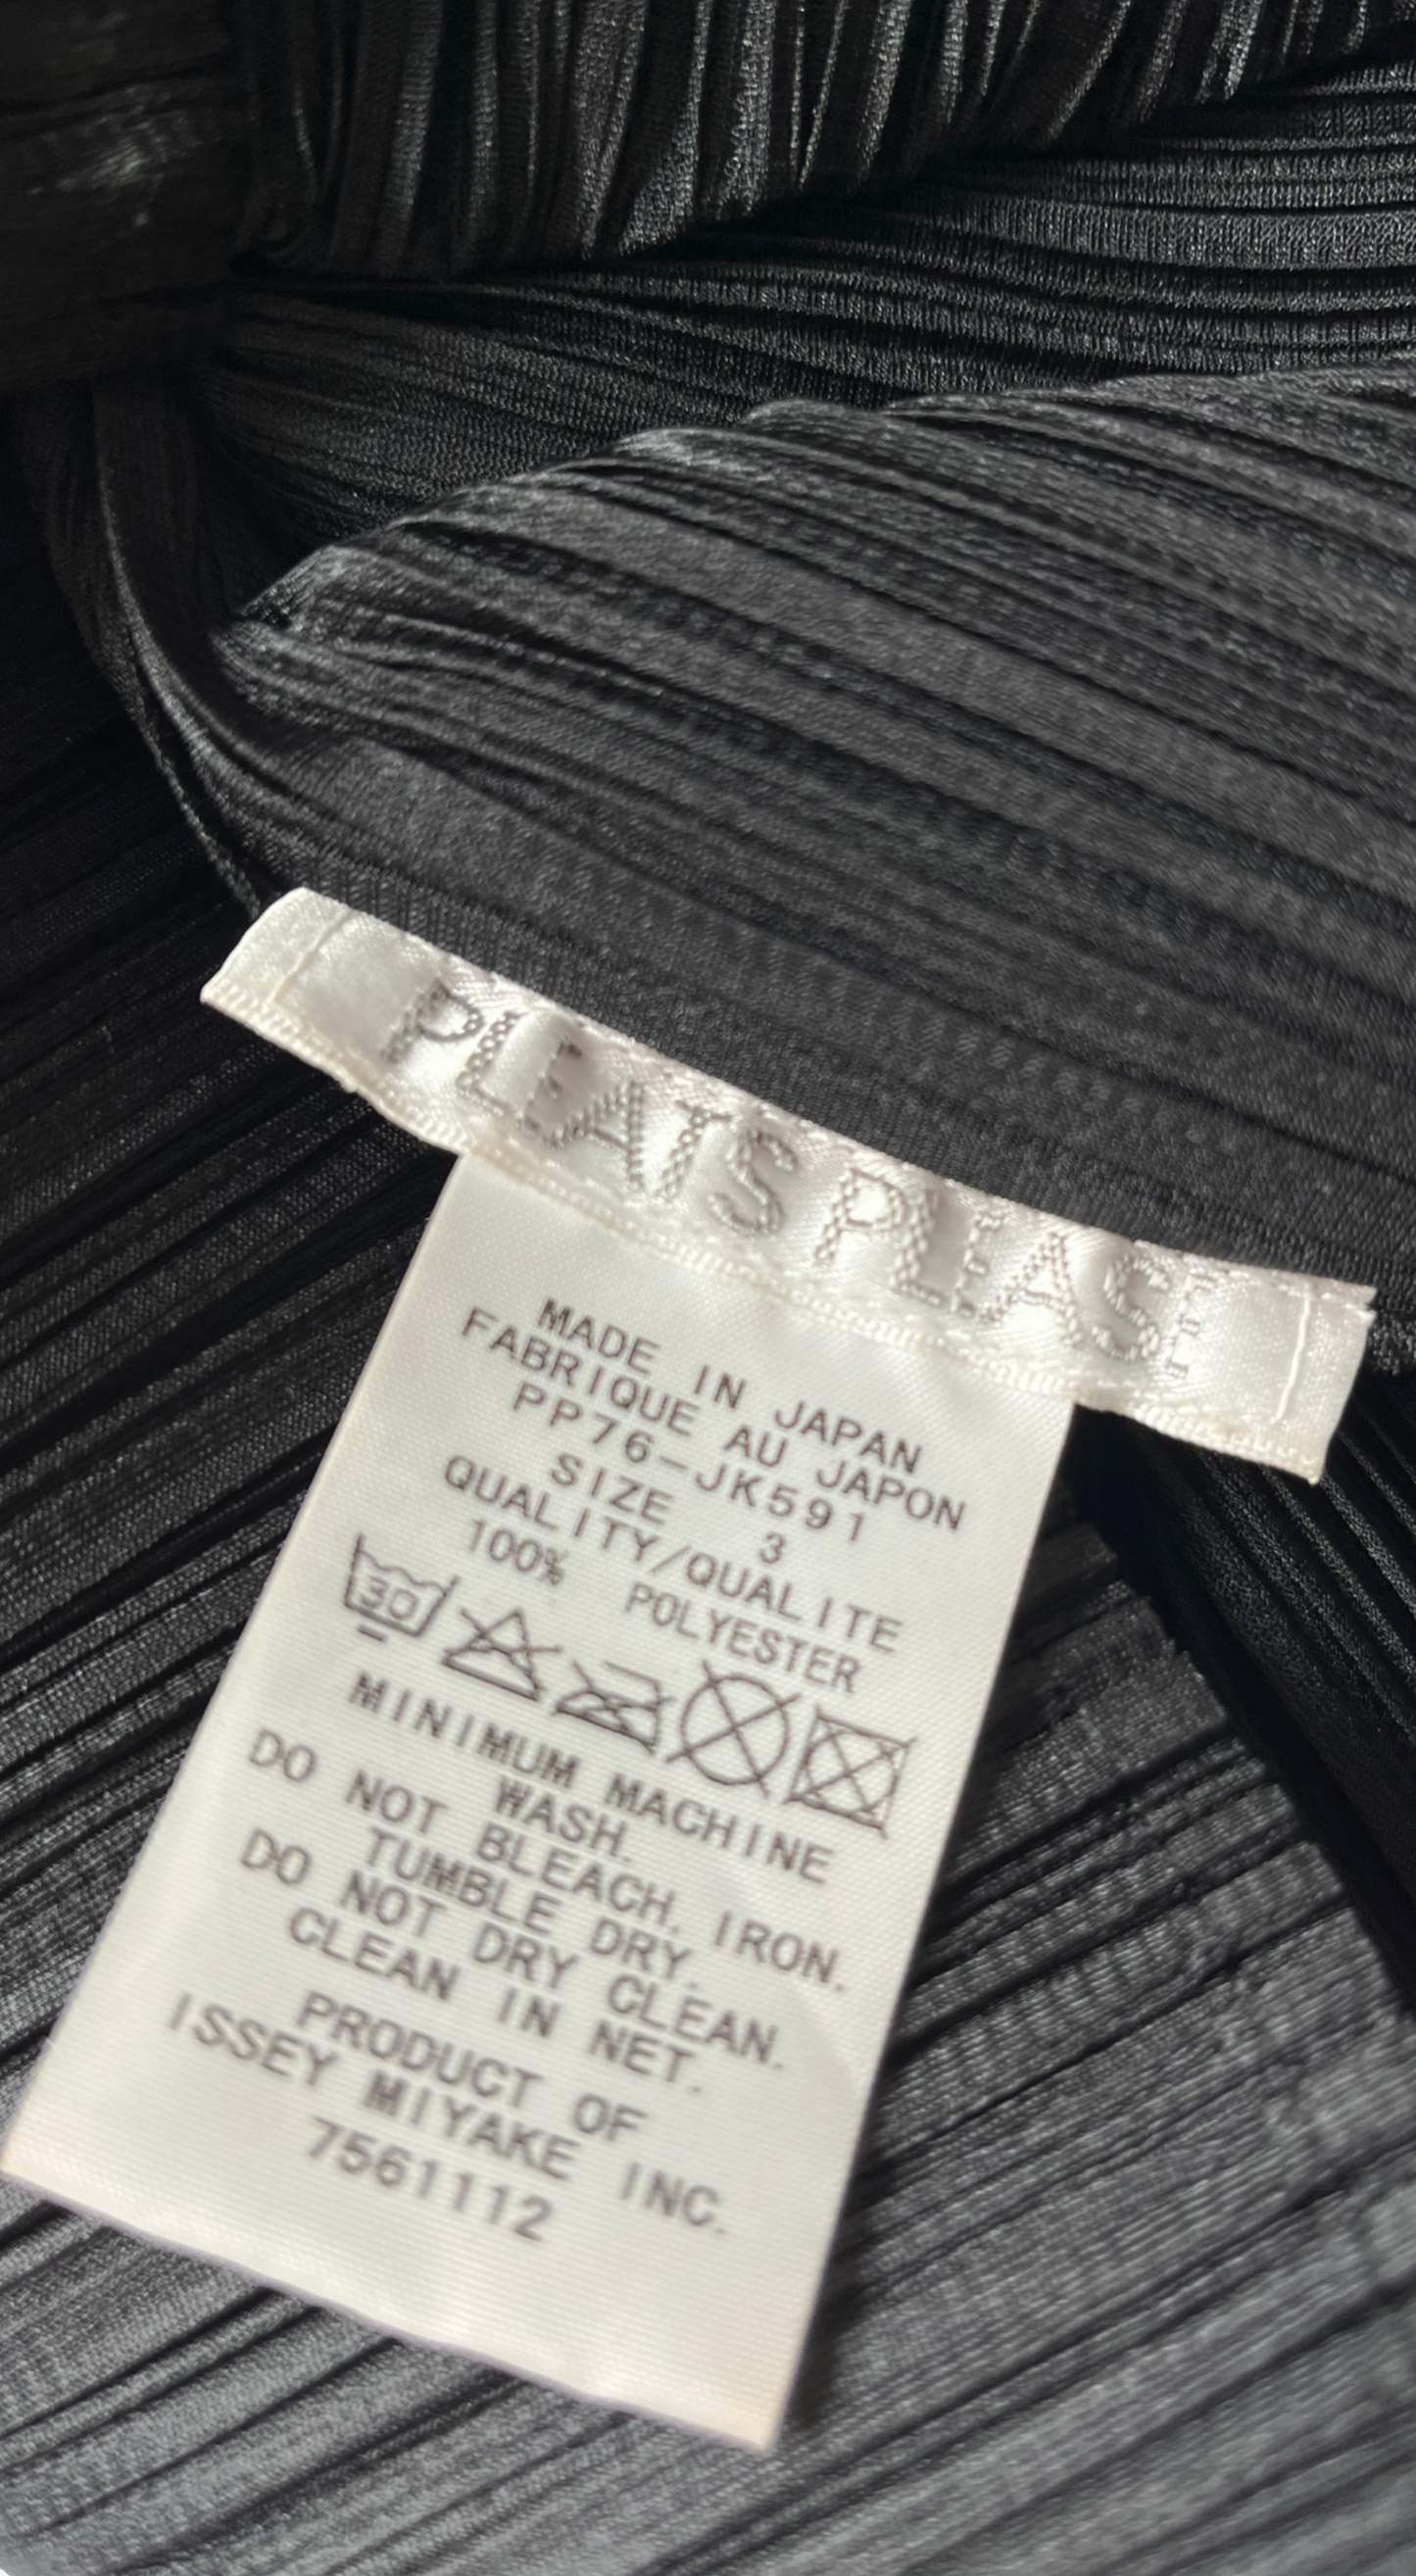 PLEATS PLEASE
MADE IN JAPAN
FABRIQUE AU JAPON
PP76-JK591
SIZE 3
QUALITY/QUALITE
100% POLYESTER
30
MINIMUM MACHINE
WASH.
DO NOT BLEACH. IRON.
TUMBLE DRY.
DO NOT DRY CLEAN.
CLEAN IN NET.
PRODUCT OF
ISSEY MIYAKE INC.
7561112